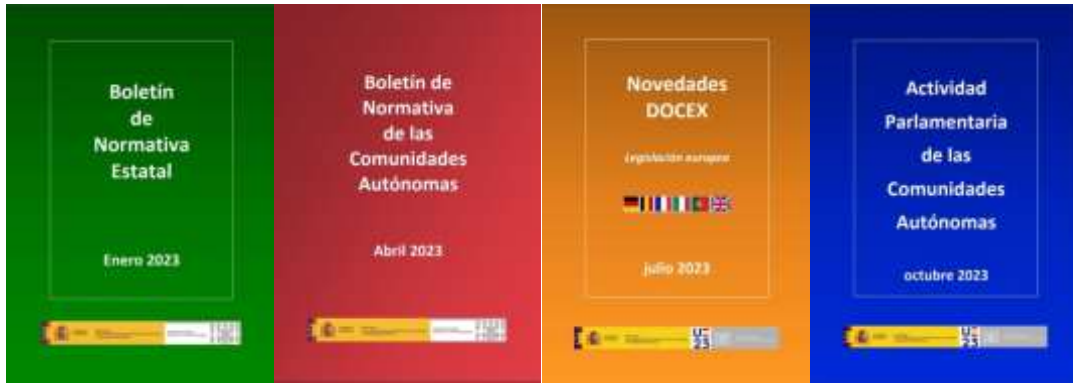 Boletín
de
Normativa
Estatal
Enero 2023
Boletín de
Normativa
de las
Comunidades
Autónomas
Abril 2023
Novedades
DOCEX
Legislación europea
julio 2023
Actividad
Parlamentaria
de las
Comunidades
Autónomas
octubre 2023